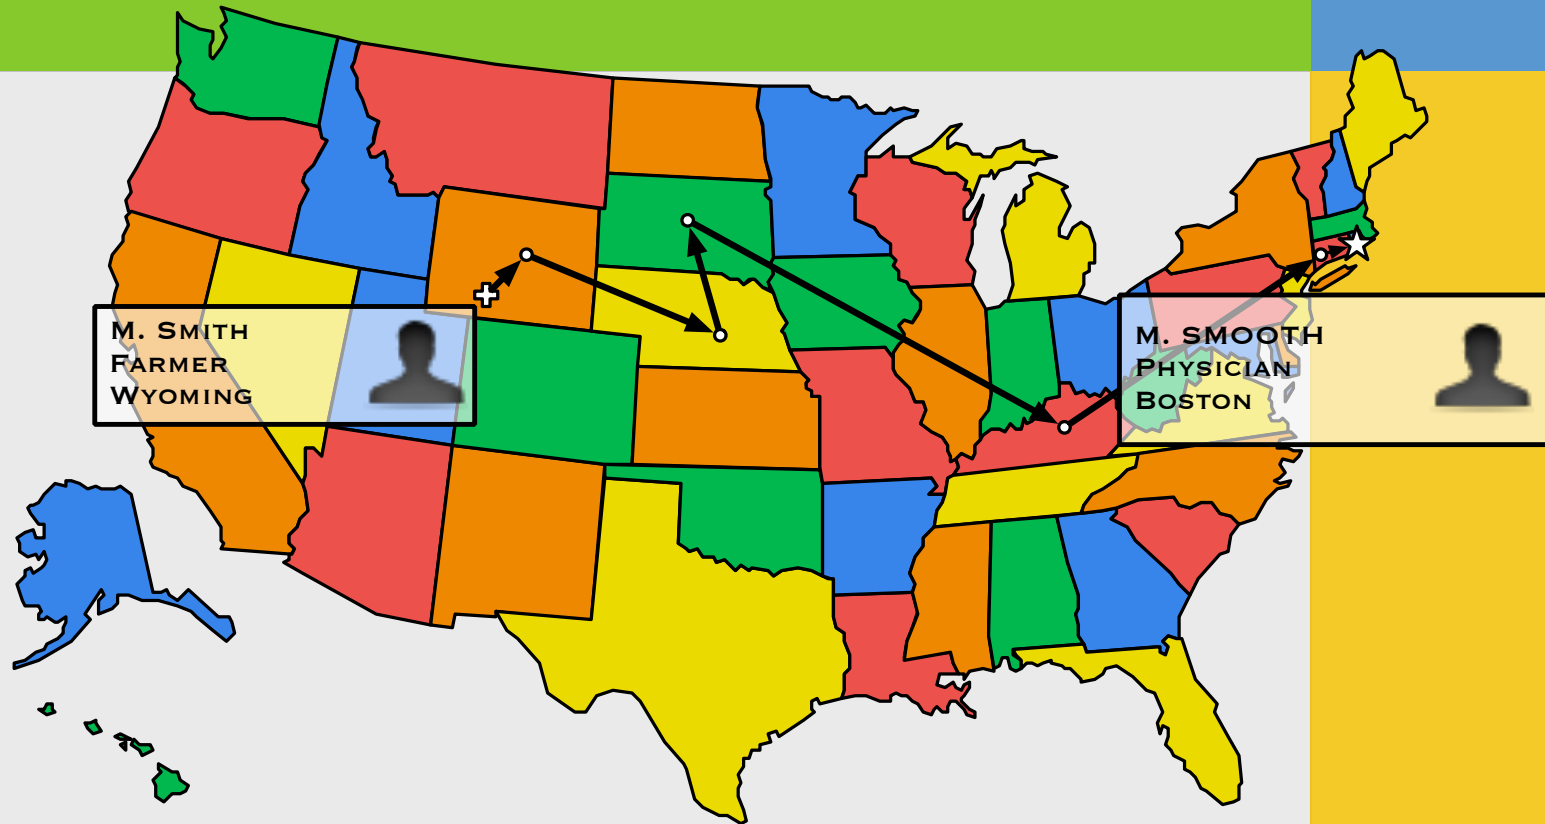 M. Smith
Farmer
Wyoming
M. SMOOTH
Physician
Boston